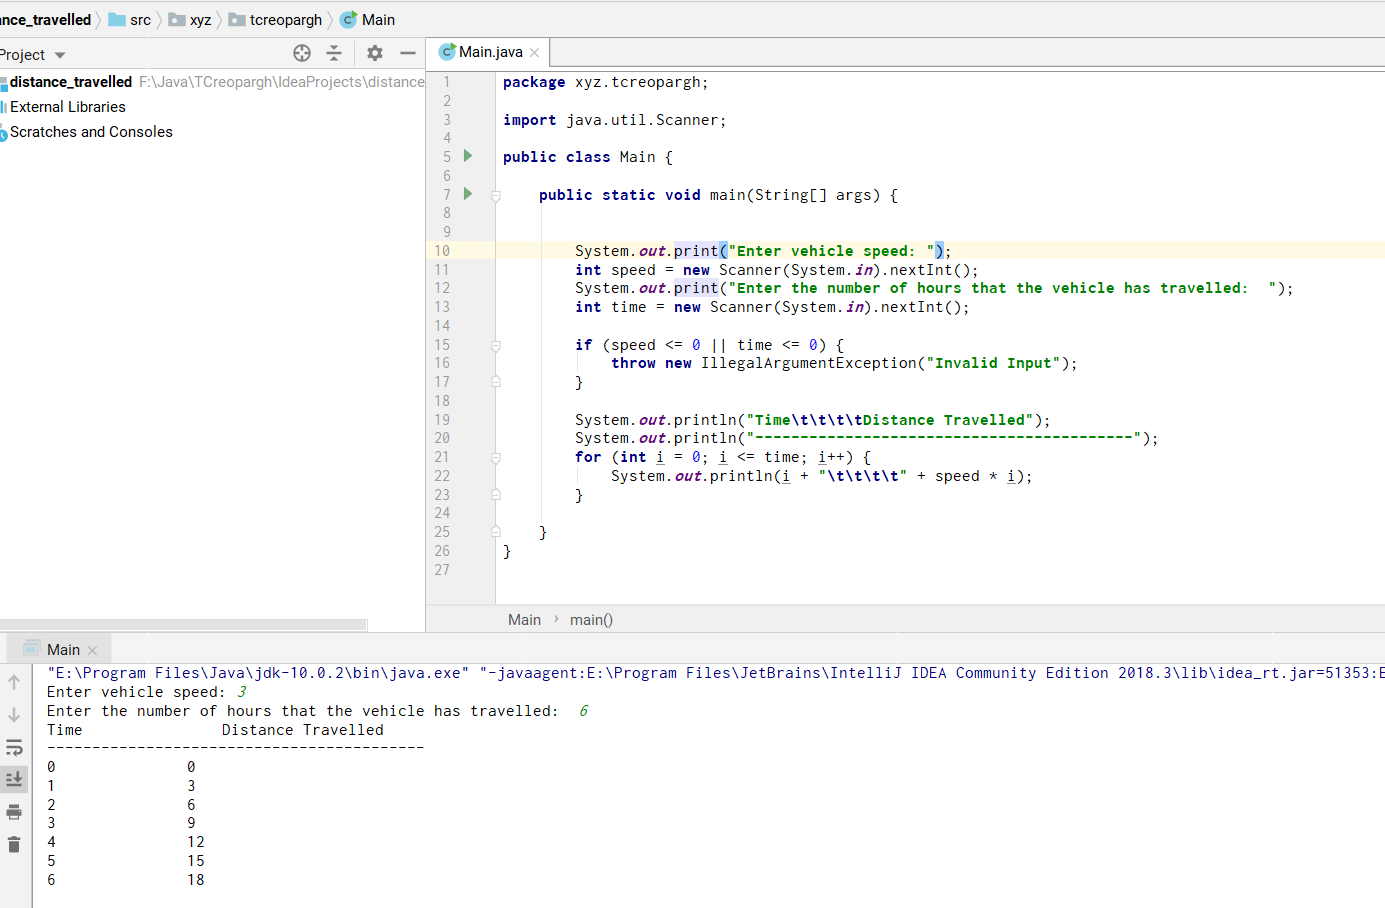 nce_travelled src xyz tcreopargh Main
Project
Main.java
distance_travelled F:\Java\TCreopargh\IdeaProjects\distance
External Libraries
Scratches and Consoles
1 package xyz.tcreopargh;
2
3 import java.util.Scanner;
4
5 public class Main {
6
7 public static void main(String[] args) {
8
9
10 System.out.print("Enter vehicle speed: ");
11 int speed = new Scanner(System.in).nextInt();
12 System.out.print("Enter the number of hours that the vehicle has travelled:  ");
13 int time = new Scanner(System.in).nextInt();
14
15 if (speed <= 0 || time <= 0) {
16 throw new IllegalArgumentException("Invalid Input");
17 }
18
19 System.out.println("Time\t\t\t\tDistance Travelled");
20 System.out.println("------------------------------------------");
21 for (int i = 0; i <= time; i++) {
22 System.out.println(i + "\t\t\t\t" + speed * i);
23 }
24
25 }
26 }
27
Main main()
Main
"E:\Program Files\Java\jdk-10.0.2\bin\java.exe" "-javaagent:E:\Program Files\JetBrains\IntelliJ IDEA Community Edition 2018.3\lib\idea_rt.jar=51353:E
Enter vehicle speed: 3
Enter the number of hours that the vehicle has travelled:  6
Time Distance Travelled
------------------------------------------
0 0
1 3
2 6
3 9
4 12
5 15
6 18